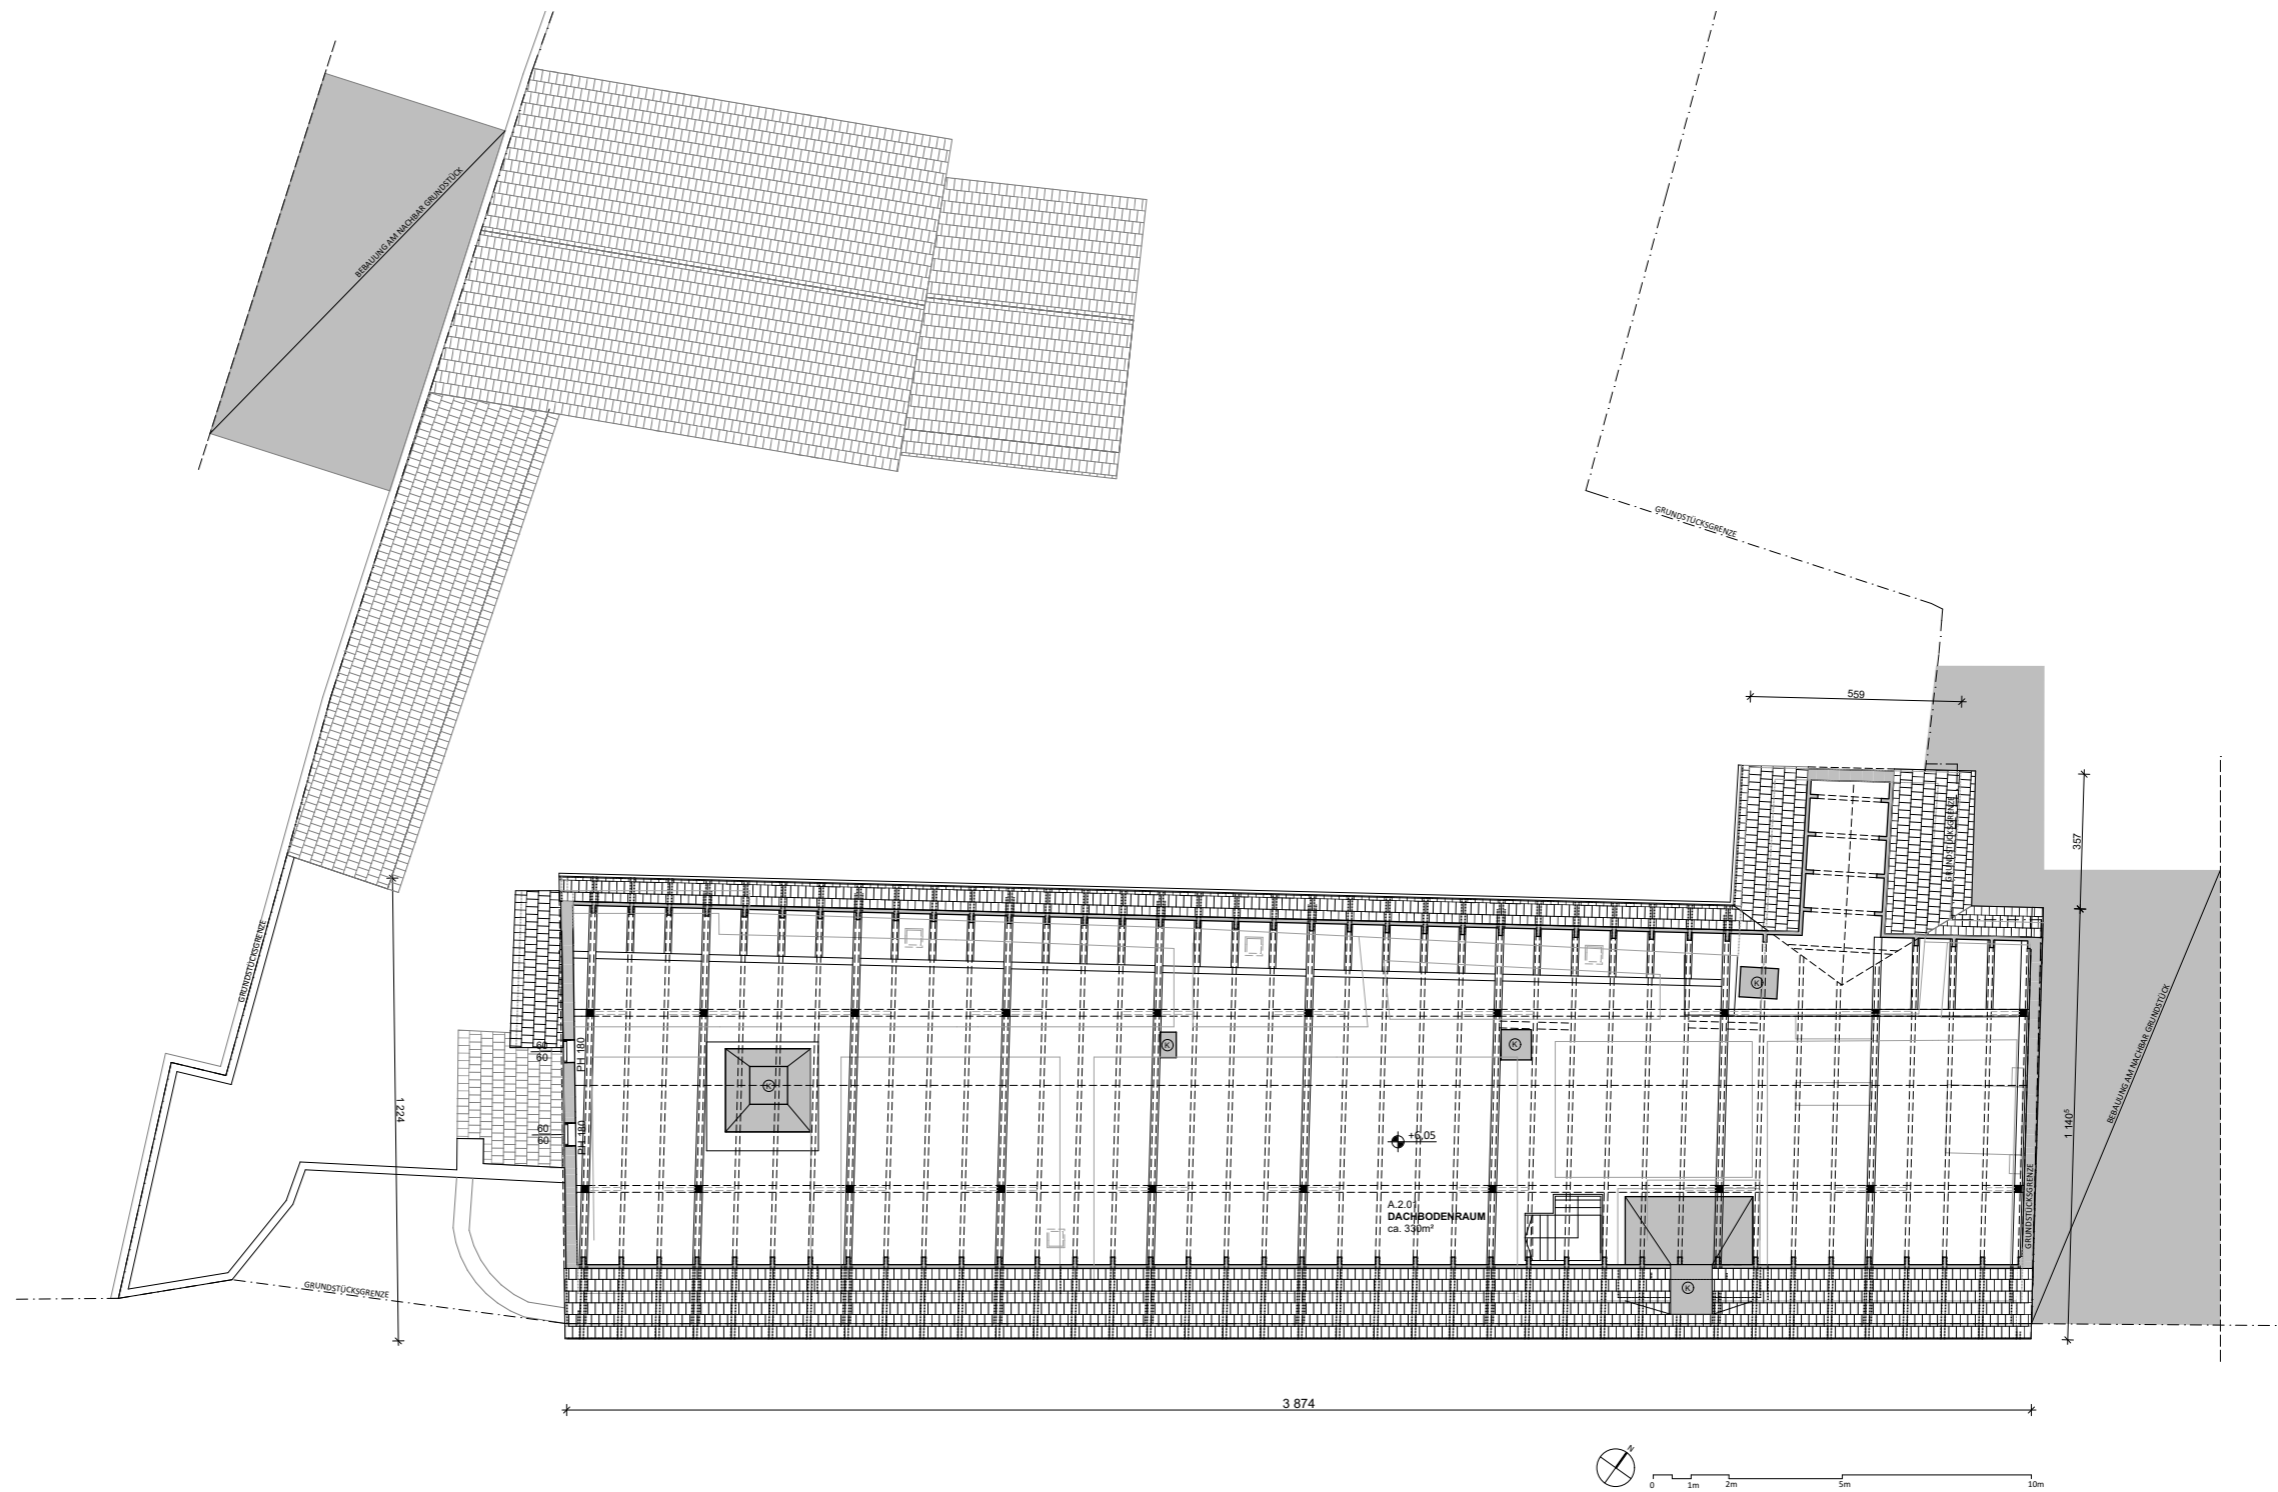 BEBAUUNG AM NACHBAR GRUNDSTÜCK
GRUNDSTÜCKSGRENZE
559
357
GRUNDSTÜCKSGRENZE
GRUNDSTÜCKSGRENZE
BEBAUUNG AM NACHBAR GRUNDSTÜCK
K
60
60
PH 180
K
K
K
1 224
60
60
PH 180
+6,05
1 140⁵
A.2.01
DACHBODENRAUM
ca. 330m²
GRUNDSTÜCKSGRENZE
GRUNDSTÜCKSGRENZE
K
3 874
N
0 1m 2m 5m 10m